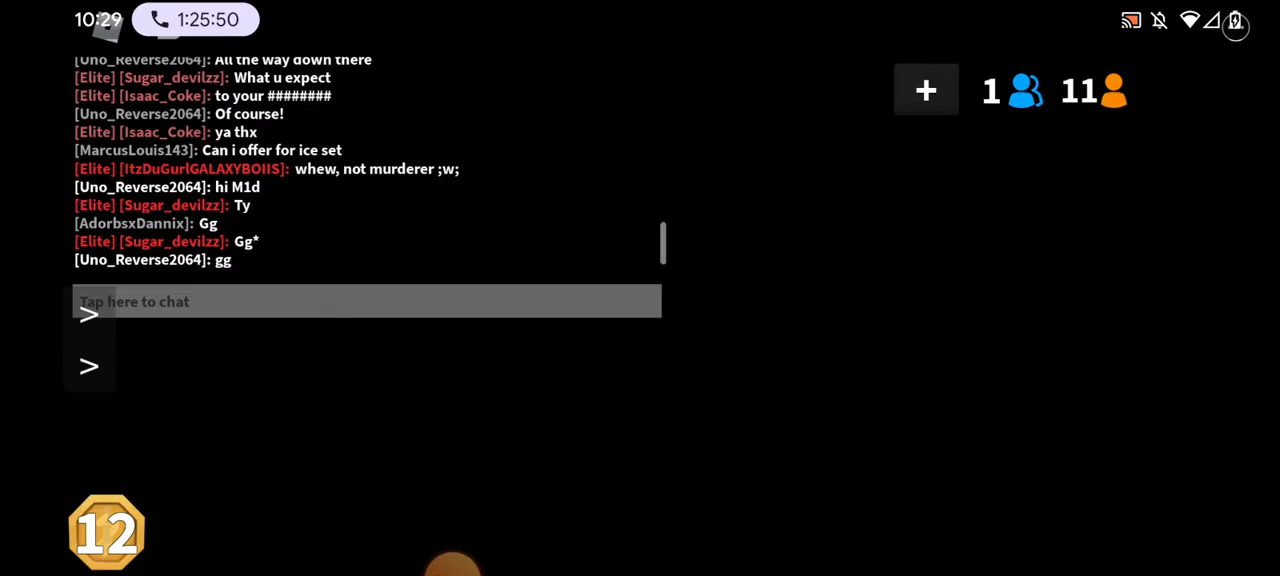 10:29 1:25:50
[Uno_Reverse2064]: All the way down there
[Elite] [Sugar_devilzz]: What u expect
[Elite] [Isaac_Coke]: to your ########
[Uno_Reverse2064]: Of course!
[Elite] [Isaac_Coke]: ya thx
[MarcusLouis143]: Can i offer for ice set
[Elite] [ItzDuGurlGALAXYBOIIS]: whew, not murderer ;w;
[Uno_Reverse2064]: hi M1d
[Elite] [Sugar_devilzz]: Ty
[AdorbsxDannix]: Gg
[Elite] [Sugar_devilzz]: Gg*
[Uno_Reverse2064]: gg
Tap here to chat
>
>
+ 1 11
12